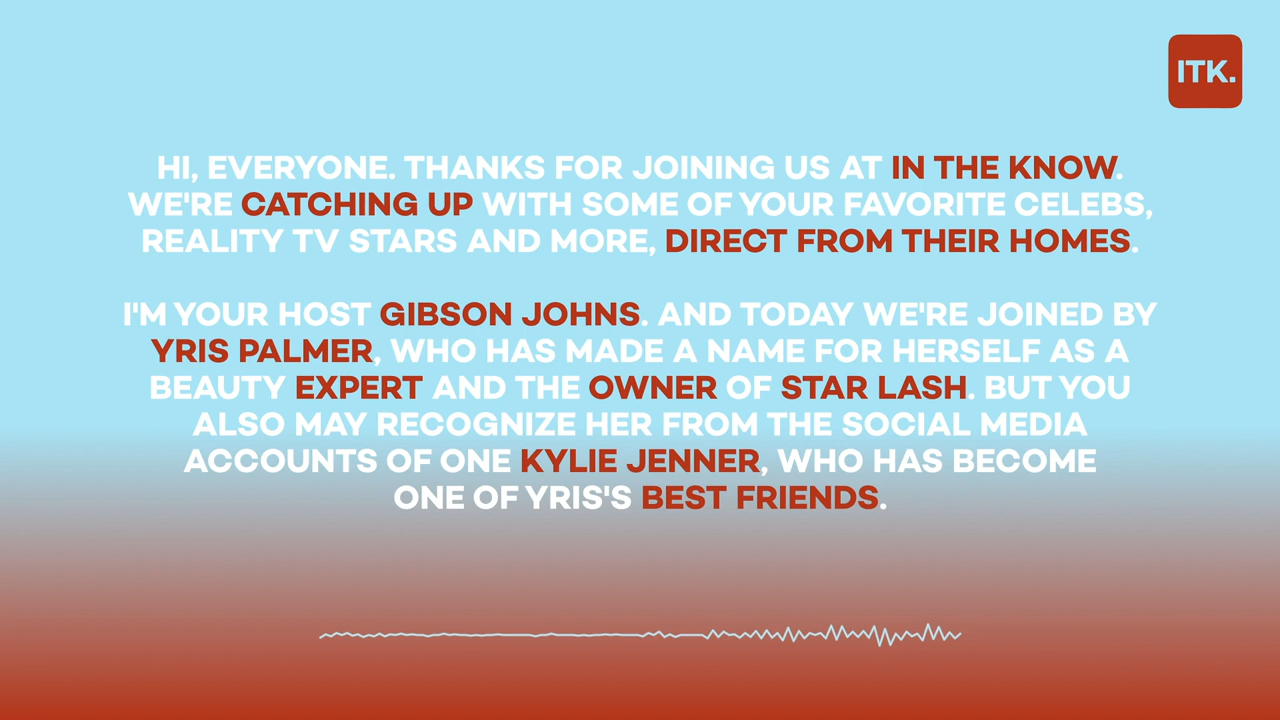 ITK.
HI, EVERYONE. THANKS FOR JOINING US AT IN THE KNOW.
WE'RE CATCHING UP WITH SOME OF YOUR FAVORITE CELEBS,
REALITY TV STARS AND MORE, DIRECT FROM THEIR HOMES.
I'M YOUR HOST GIBSON JOHNS. AND TODAY WE'RE JOINED BY
YRIS PALMER, WHO HAS MADE A NAME FOR HERSELF AS A
BEAUTY EXPERT AND THE OWNER OF STAR LASH. BUT YOU
ALSO MAY RECOGNIZE HER FROM THE SOCIAL MEDIA
ACCOUNTS OF ONE KYLIE JENNER, WHO HAS BECOME
ONE OF YRIS'S BEST FRIENDS.